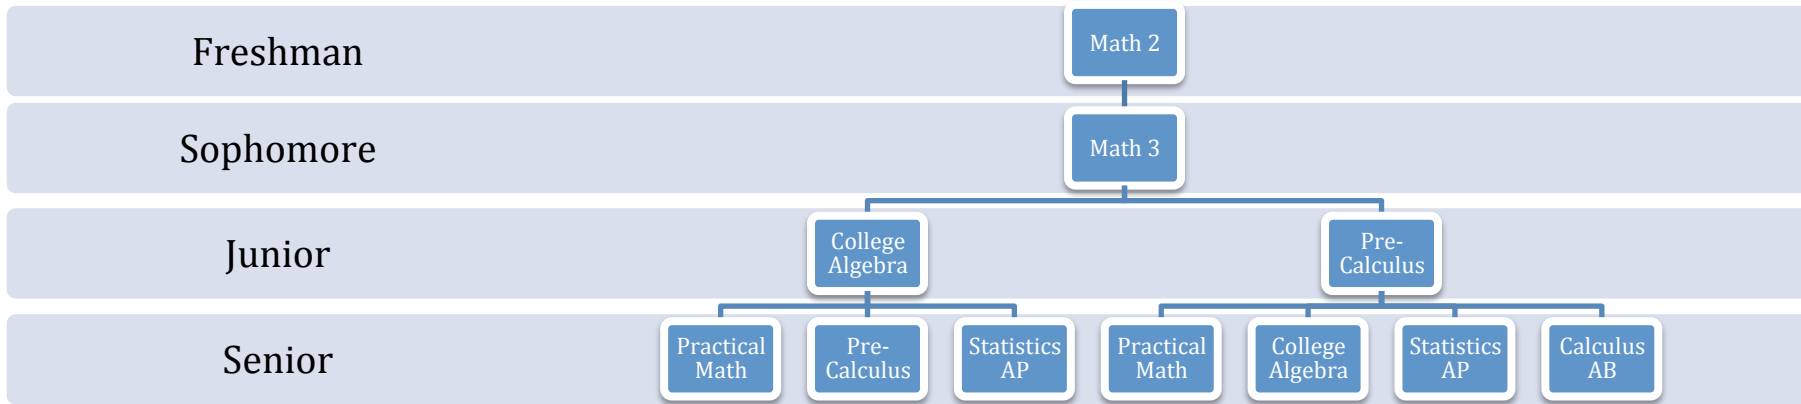 Freshman
Math 2
Sophomore
Math 3
Junior
College
Algebra
Pre-
Calculus
Senior
Practical
Math
Pre-
Calculus
Statistics
AP
Practical
Math
College
Algebra
Statistics
AP
Calculus
AB